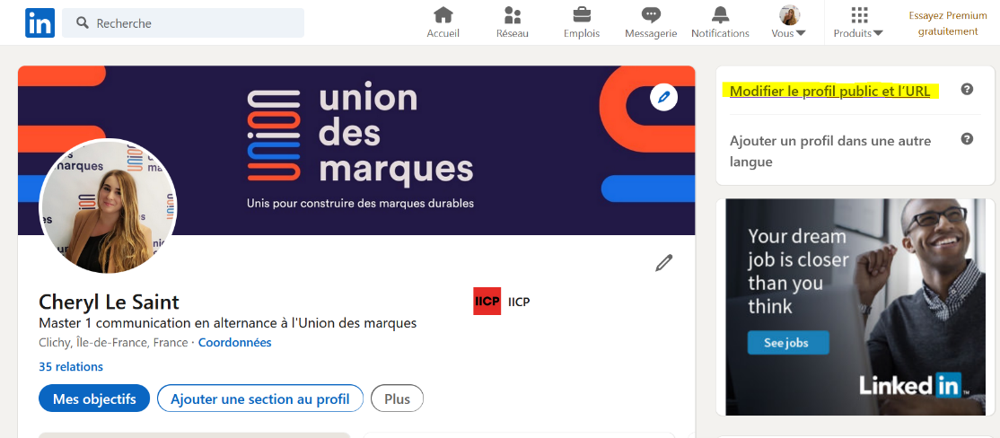 in
Recherche
Accueil
Réseau
Emplois
Messagerie
Notifications
Vous
Produits
Essayez Premium
gratuitement
union
des
marques
Unis pour construire des marques durables
Modifier le profil public et l'URL
Ajouter un profil dans une autre
langue
Your dream
job is closer
than you
think
See jobs
Linked in
Cheryl Le Saint
IICP IICP
Master 1 communication en alternance à l'Union des marques
Clichy, Île-de-France, France · Coordonnées
35 relations
Mes objectifs
Ajouter une section au profil
Plus